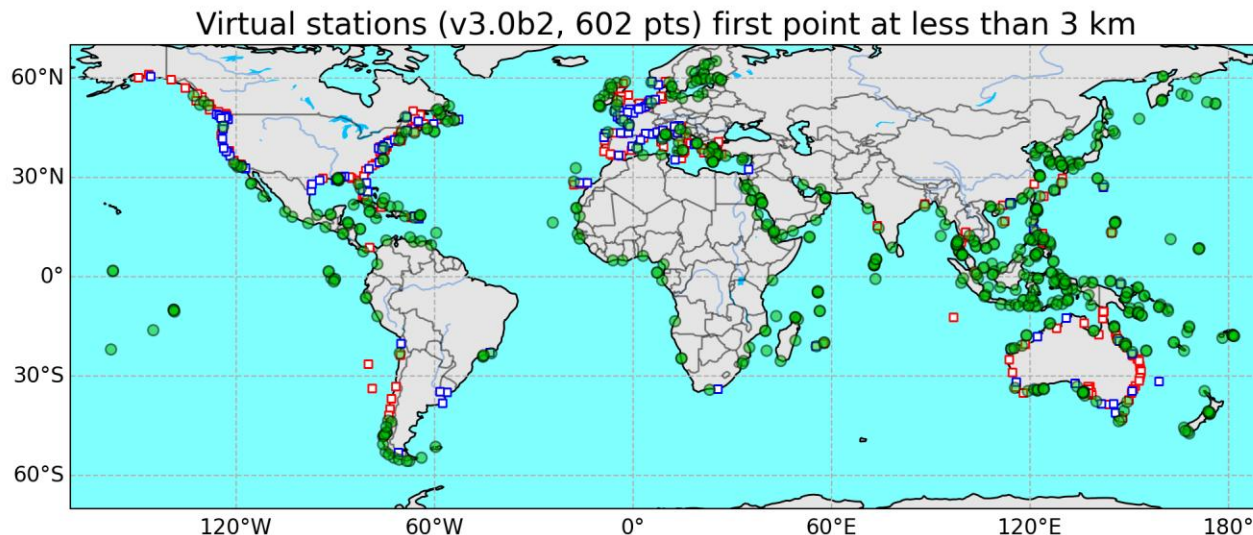 Virtual stations (v3.0b2, 602 pts) first point at less than 3 km
60°N
30°N
0°
30°S
60°S
120°W 60°W 0° 60°E 120°E 180°